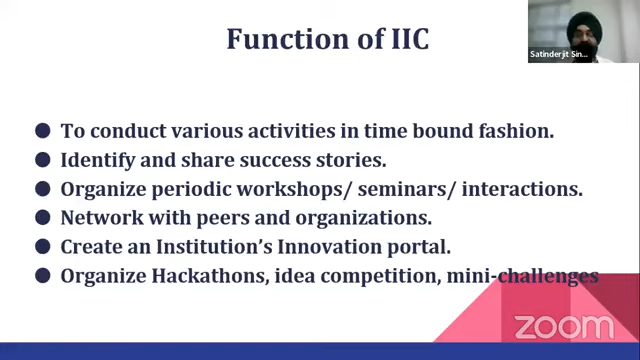 Function of IIC
Satinderjit Sin...
● To conduct various activities in time bound fashion.
● Identify and share success stories.
● Organize periodic workshops/ seminars/ interactions.
● Network with peers and organizations.
● Create an Institution's Innovation portal.
● Organize Hackathons, idea competition, mini-challenges
zoom